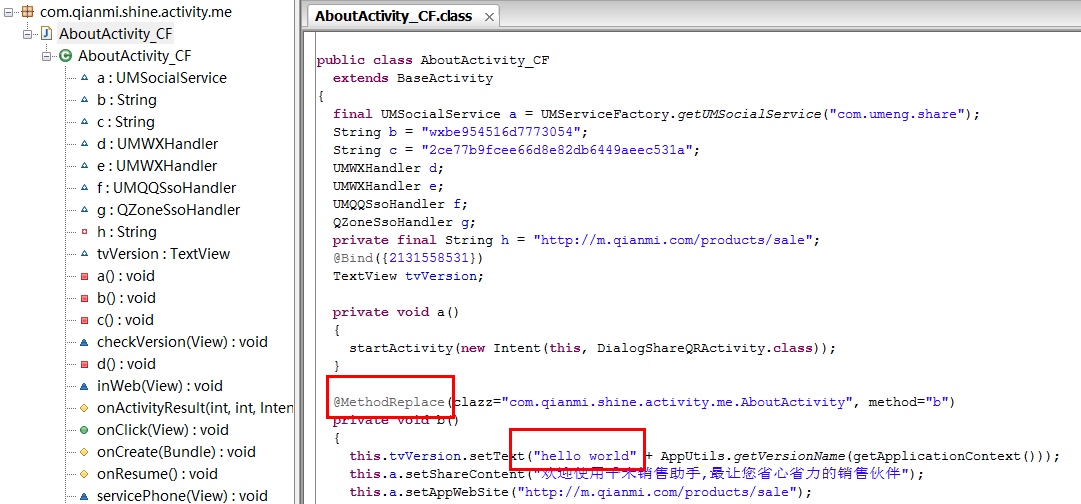 com.qianmi.shine.activity.me
AboutActivity_CF
AboutActivity_CF
a : UMSocialService
b : String
c : String
d : UMWXHandler
e : UMWXHandler
f : UMQQSsoHandler
g : QZoneSsoHandler
h : String
tvVersion : TextView
a() : void
b() : void
c() : void
checkVersion(View) : void
d() : void
inWeb(View) : void
onActivityResult(int, int, Inten
onClick(View) : void
onCreate(Bundle) : void
onResume() : void
servicePhone(View) : void
AboutActivity_CF.class
public class AboutActivity_CF
extends BaseActivity
{
final UMSocialService a = UMServiceFactory.getUMSocialService("com.umeng.share");
String b = "wxbe954516d7773054";
String c = "2ce77b9fcee66d8e82db6449aeec531a";
UMWXHandler d;
UMWXHandler e;
UMQQSsoHandler f;
QZoneSsoHandler g;
private final String h = "http://m.qianmi.com/products/sale";
@Bind({2131558531})
TextView tvVersion;
private void a()
{
startActivity(new Intent(this, DialogShareQRActivity.class));
}
@MethodReplace(clazz="com.qianmi.shine.activity.me.AboutActivity", method="b")
private void b()
{
this.tvVersion.setText("hello world" + AppUtils.getVersionName(getApplicationContext()));
this.a.setShareContent("欢迎使用千米销售助手,最让您省心省力的销售伙伴");
this.a.setAppWebSite("http://m.qianmi.com/products/sale");